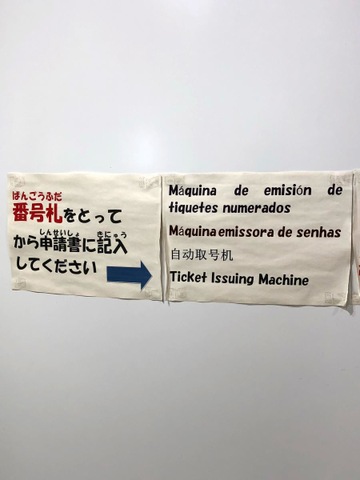 ばんごうふだ
番号札をとって
しんせいしょ きにゅう
から申請書に記入
してください
Máquina de emisión de
tiquetes numerados
Máquina emissora de senhas
自动取号机
Ticket Issuing Machine